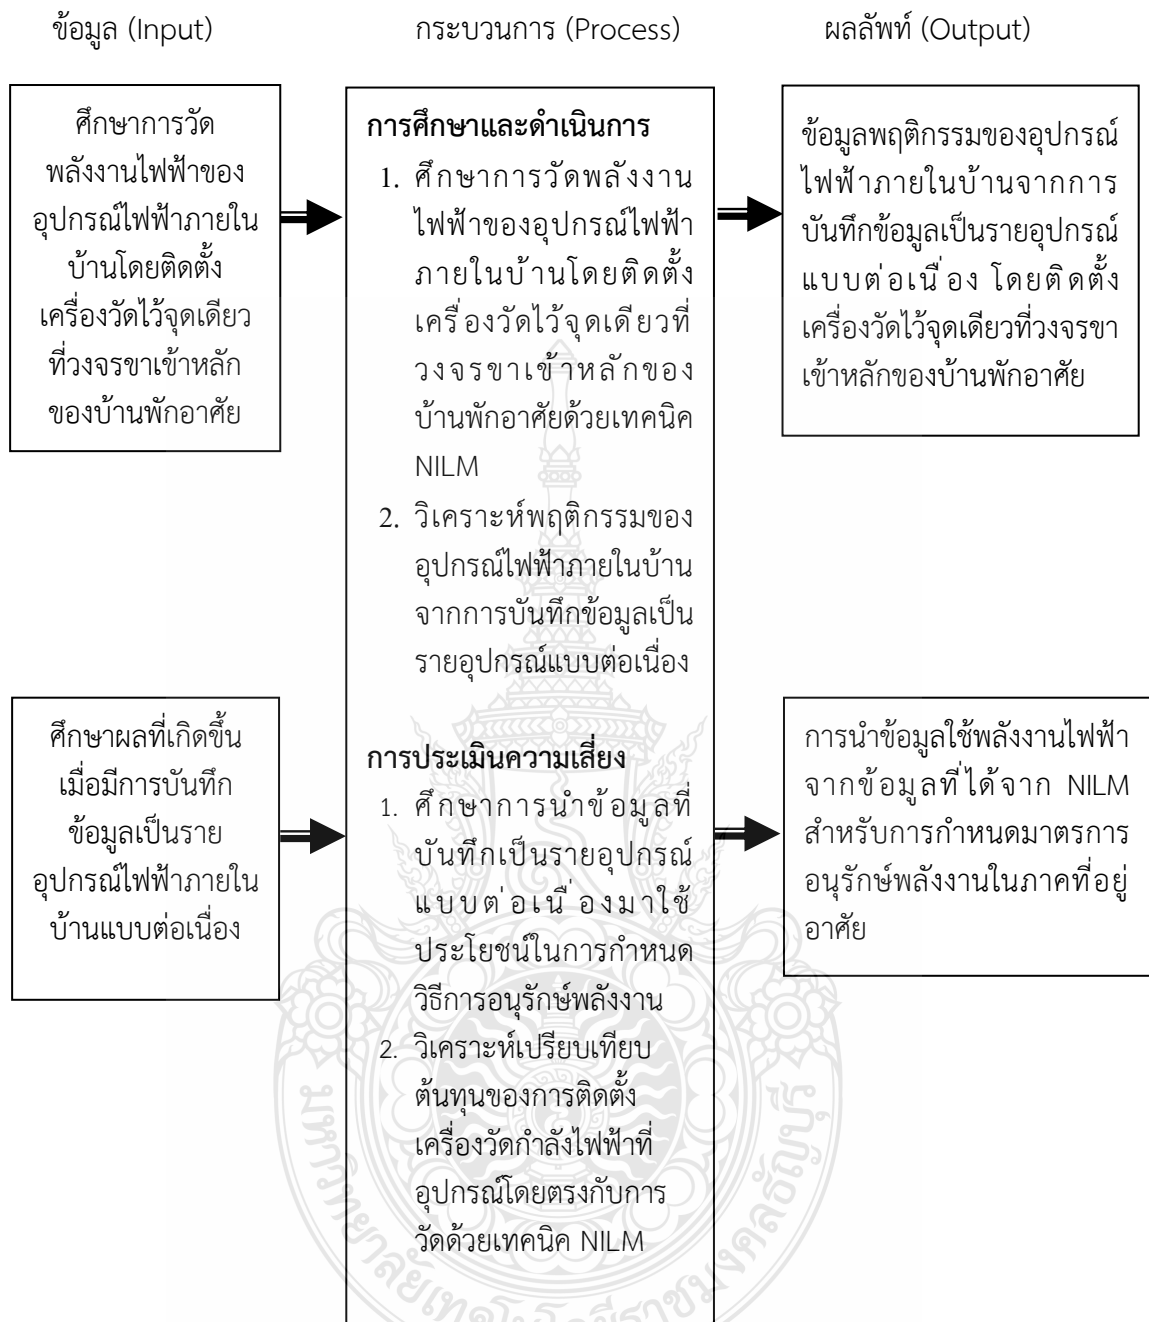 ข้อมูล (Input)
กระบวนการ (Process)
ผลลัพท์ (Output)
ศึกษาการวัด
พลังงานไฟฟ้าของ
อุปกรณ์ไฟฟ้าภายใน
บ้านโดยติดตั้ง
เครื่องวัดไว้จุดเดียว
ที่วงจรขาเข้าหลัก
ของบ้านพักอาศัย
การศึกษาและดำเนินการ
1. ศึกษาการวัดพลังงาน
ไฟฟ้าของอุปกรณ์ไฟฟ้า
ภายในบ้านโดยติดตั้ง
เครื่องวัดไว้จุดเดียวที่
วงจรขาเข้าหลักของ
บ้านพักอาศัยด้วยเทคนิค
NILM
2. วิเคราะห์พฤติกรรมของ
อุปกรณ์ไฟฟ้าภายในบ้าน
จากการบันทึกข้อมูลเป็น
รายอุปกรณ์แบบต่อเนื่อง
ข้อมูลพฤติกรรมของอุปกรณ์
ไฟฟ้าภายในบ้านจากการ
บันทึกข้อมูลเป็นรายอุปกรณ์
แบบต่อเนื่อง โดยติดตั้ง
เครื่องวัดไว้จุดเดียวที่วงจรขา
เข้าหลักของบ้านพักอาศัย
ศึกษาผลที่เกิดขึ้น
เมื่อมีการบันทึก
ข้อมูลเป็นราย
อุปกรณ์ไฟฟ้าภายใน
บ้านแบบต่อเนื่อง
การประเมินความเสี่ยง
1. ศึกษาการนำข้อมูลที่
บันทึกเป็นรายอุปกรณ์
แบบต่อเนื่องมาใช้
ประโยชน์ในการกำหนด
วิธีการอนุรักษ์พลังงาน
2. วิเคราะห์เปรียบเทียบ
ต้นทุนของการติดตั้ง
เครื่องวัดกำลังไฟฟ้าที่
อุปกรณ์โดยตรงกับการ
วัดด้วยเทคนิค NILM
การนำข้อมูลใช้พลังงานไฟฟ้า
จากข้อมูลที่ได้จาก NILM
สำหรับการกำหนดมาตรการ
อนุรักษ์พลังงานในภาคที่อยู่
อาศัย
มหาวิทยาลัยเทคโนโลยีราชมงคลธัญบุรี